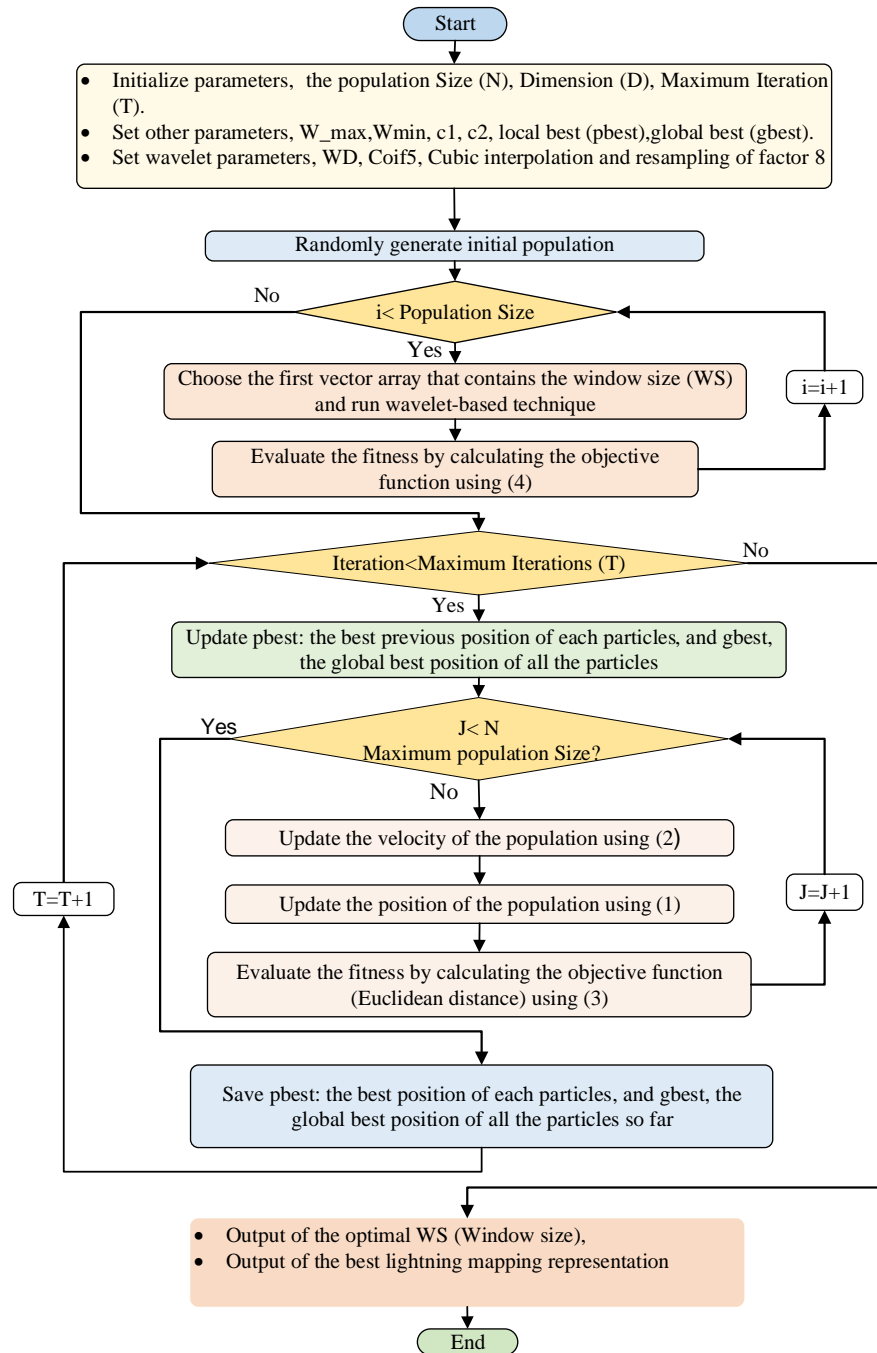 Start
• Initialize parameters, the population Size (N), Dimension (D), Maximum Iteration
(T).
• Set other parameters, W_max,Wmin, c1, c2, local best (pbest),global best (gbest).
• Set wavelet parameters, WD, Coif5, Cubic interpolation and resampling of factor 8
Randomly generate initial population
No
i< Population Size
Yes
Choose the first vector array that contains the window size (WS)
and run wavelet-based technique
i=i+1
Evaluate the fitness by calculating the objective
function using (4)
Iteration<Maximum Iterations (T)
No
Yes
Update pbest: the best previous position of each particles, and gbest,
the global best position of all the particles
Yes
J< N
Maximum population Size?
No
Update the velocity of the population using (2)
T=T+1
Update the position of the population using (1)
J=J+1
Evaluate the fitness by calculating the objective function
(Euclidean distance) using (3)
Save pbest: the best position of each particles, and gbest, the
global best position of all the particles so far
• Output of the optimal WS (Window size),
• Output of the best lightning mapping representation
End